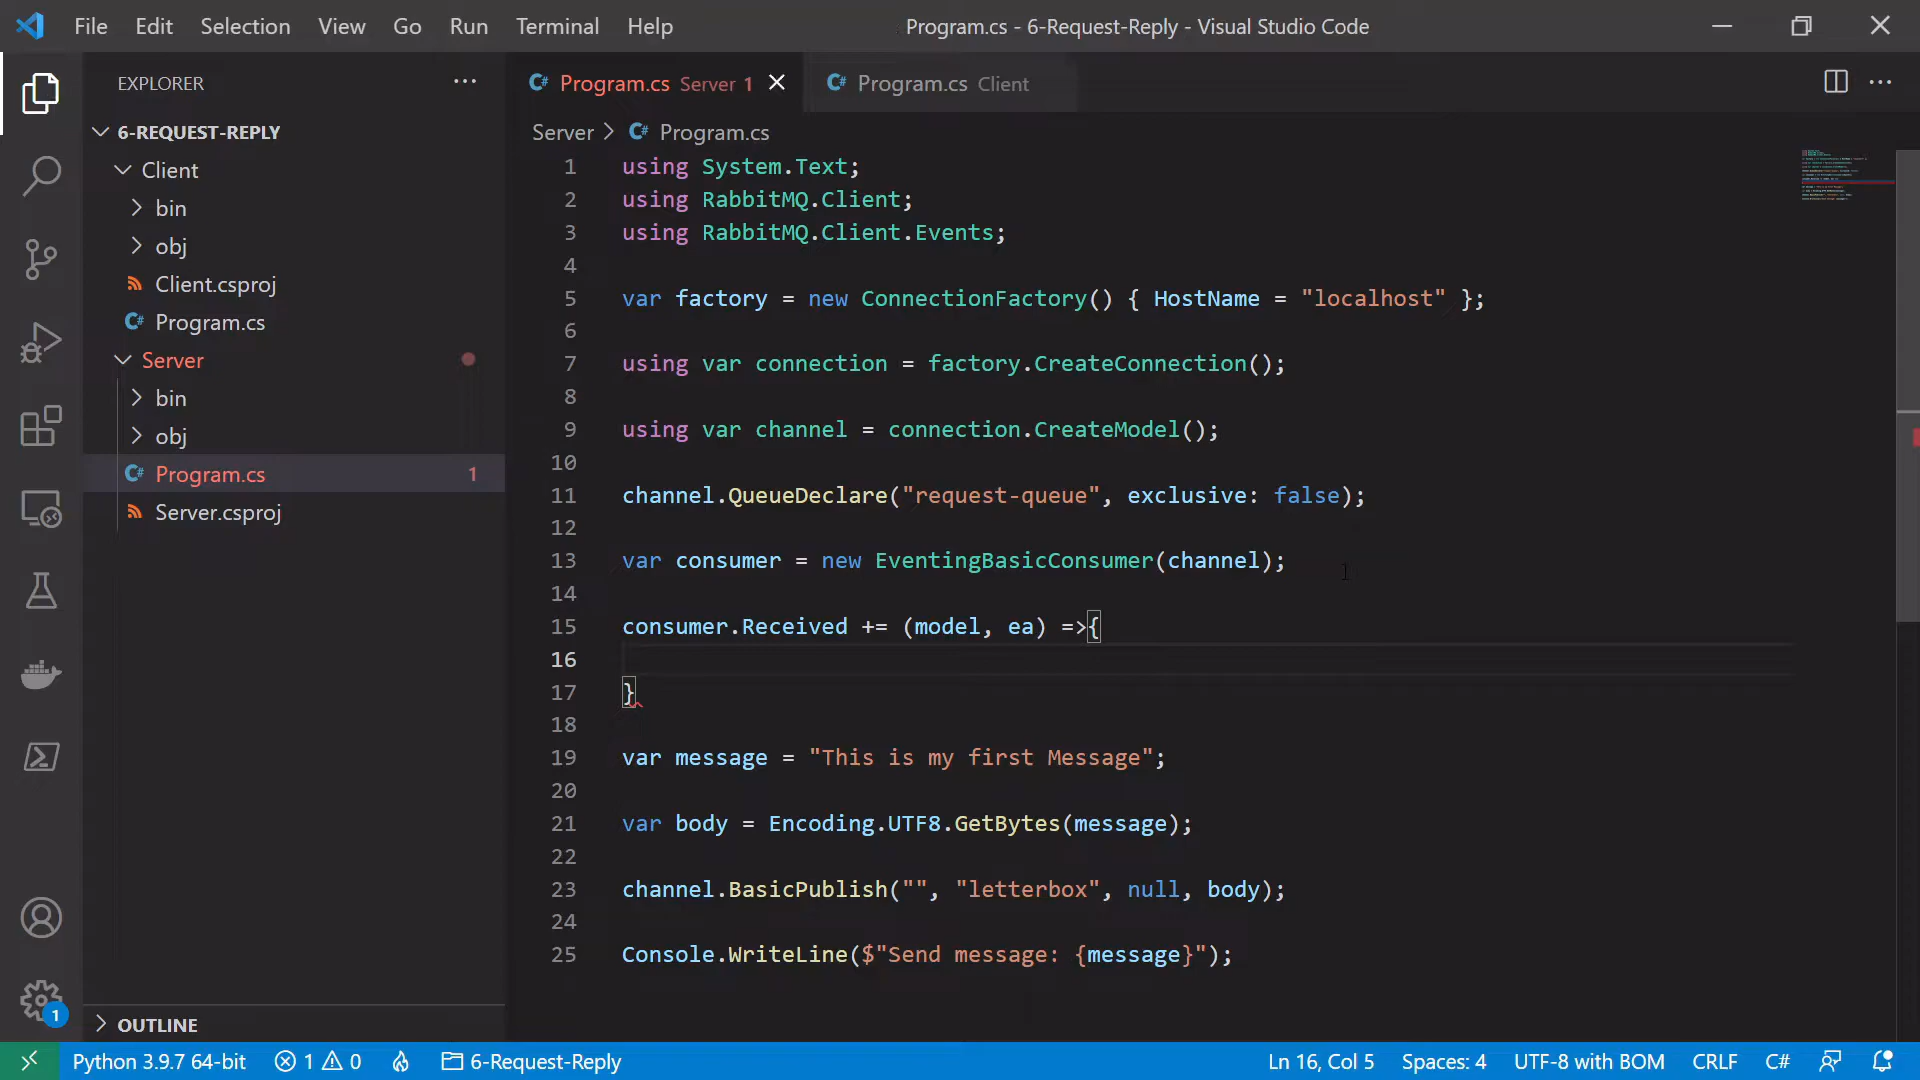 File Edit Selection View Go Run Terminal Help
Program.cs - 6-Request-Reply - Visual Studio Code
EXPLORER
6-REQUEST-REPLY
Client
bin
obj
Client.csproj
Program.cs
Server
bin
obj
Program.cs 1
Server.csproj
OUTLINE
Program.cs Server 1
Program.cs Client
Server > Program.cs
1 using System.Text;
2 using RabbitMQ.Client;
3 using RabbitMQ.Client.Events;
4
5 var factory = new ConnectionFactory() { HostName = "localhost" };
6
7 using var connection = factory.CreateConnection();
8
9 using var channel = connection.CreateModel();
10
11 channel.QueueDeclare("request-queue", exclusive: false);
12
13 var consumer = new EventingBasicConsumer(channel);
14
15 consumer.Received += (model, ea) =>{
16
17 }
18
19 var message = "This is my first Message";
20
21 var body = Encoding.UTF8.GetBytes(message);
22
23 channel.BasicPublish("", "letterbox", null, body);
24
25 Console.WriteLine($"Send message: {message}");
1
Python 3.9.7 64-bit 1 0 6-Request-Reply Ln 16, Col 5 Spaces: 4 UTF-8 with BOM CRLF C#